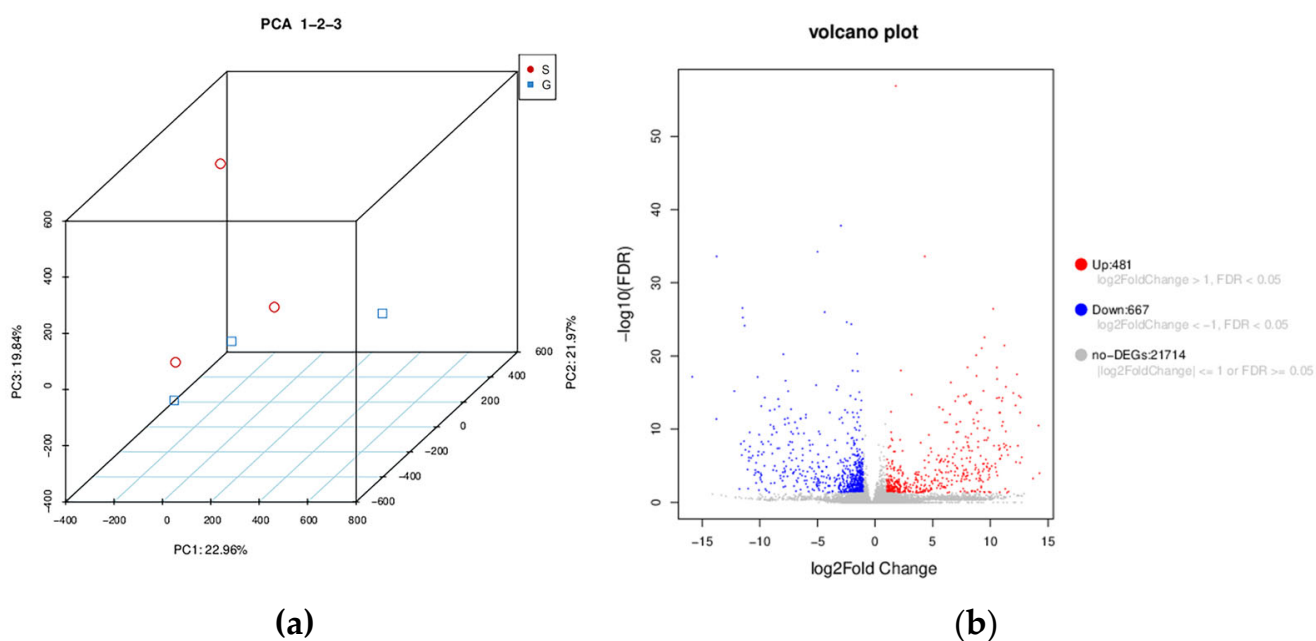 PCA 1−2−3
S
G
600
400
200
0
−200
−400
PC3: 19.84%
−400
0
200
400
600
800
PC1: 22.96%
−600
−400
−200
0
200
400
600
PC2: 21.97%
(a)
volcano plot
50
40
30
20
10
0
−log10(FDR)
−15
−10
−5
0
5
10
15
log2Fold Change
Up:481
log2FoldChange > 1, FDR < 0.05
Down:667
log2FoldChange < −1, FDR < 0.05
no−DEGs:21714
|log2FoldChange| <= 1 or FDR >= 0.05
(b)